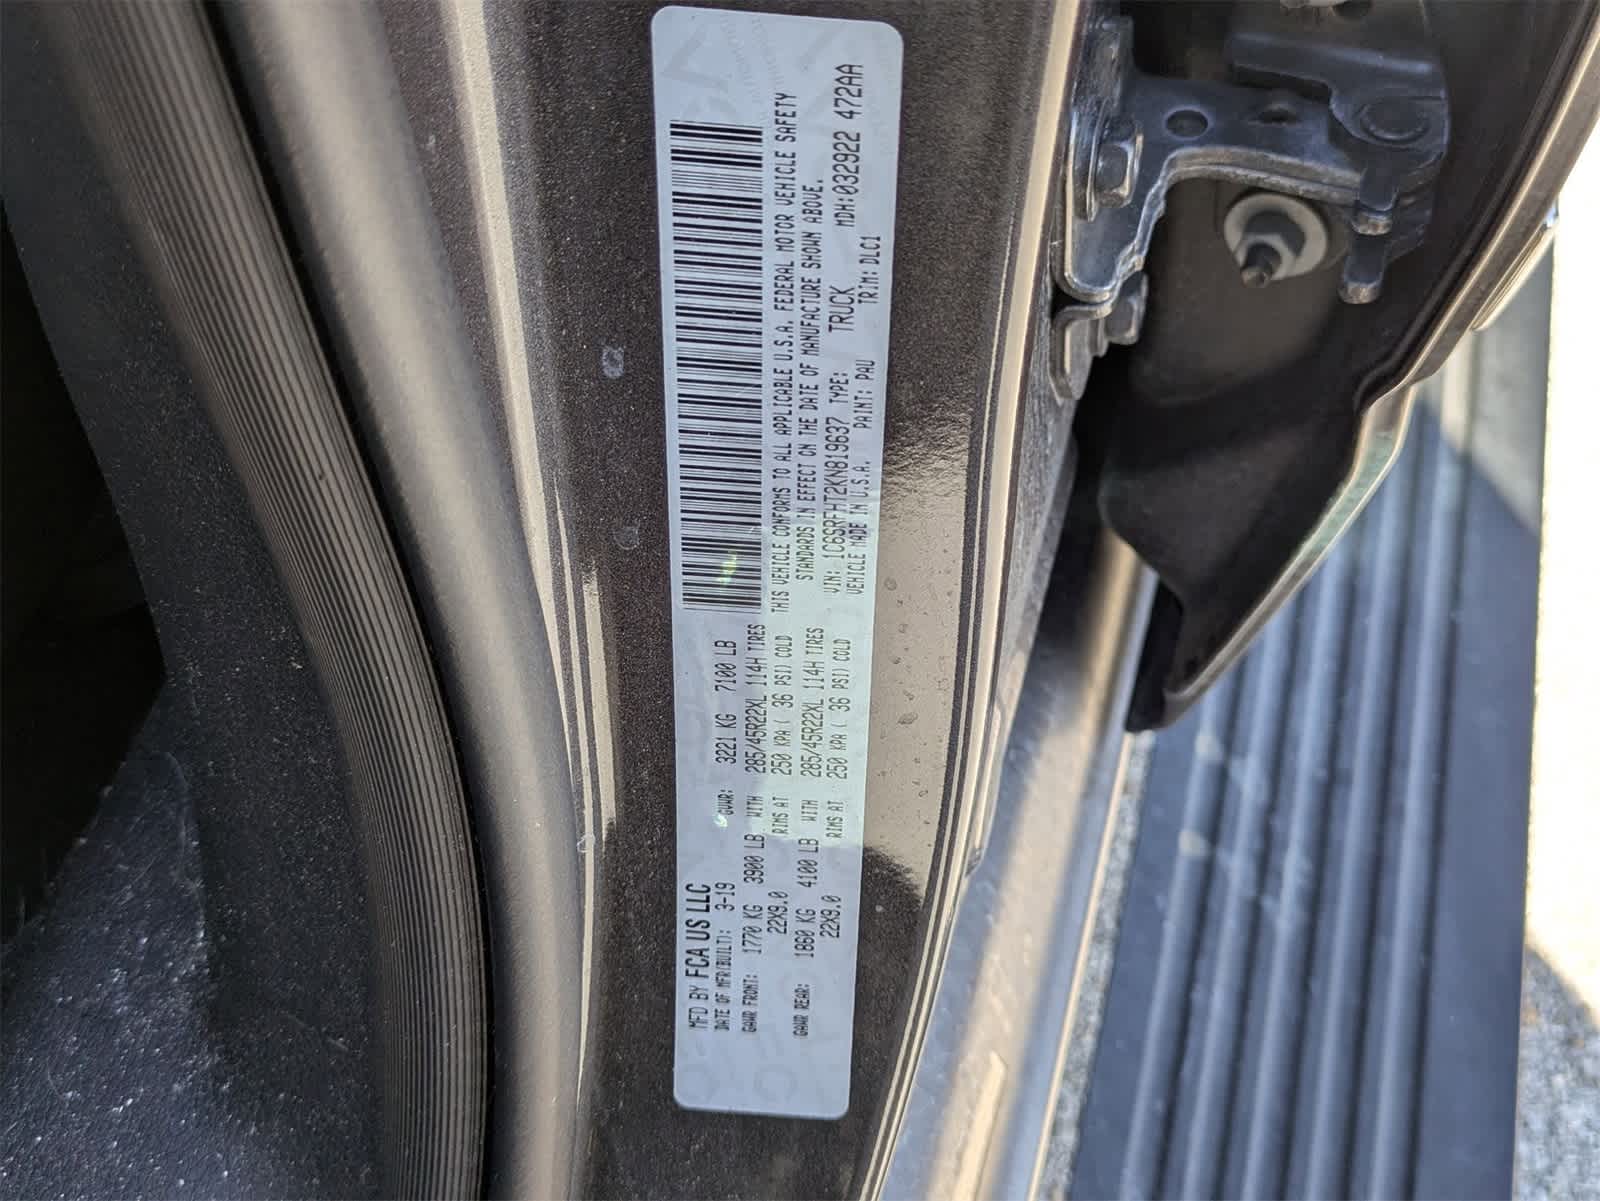 MFD BY FCA US LLC
DATE OF MFR(BUILT): 3-19 GVWR: 3221 KG 7100 LB
GAWR FRONT: 1770 KG 3900 LB WITH 285/45R22XL 114H TIRES
22X9.0 RIMS AT 250 KPA ( 36 PSI) COLD
GAWR REAR: 1860 KG 4100 LB WITH 285/45R22XL 114H TIRES
22X9.0 RIMS AT 250 KPA ( 36 PSI) COLD
THIS VEHICLE CONFORMS TO ALL APPLICABLE U.S.A. FEDERAL MOTOR VEHICLE SAFETY
STANDARDS IN EFFECT ON THE DATE OF MANUFACTURE SHOWN ABOVE.
VIN: 1C6SRFHT2KN819637 TYPE: TRUCK MDH:032922 472AA
VEHICLE MADE IN U.S.A. PAINT: PAU TRIM: DLC1